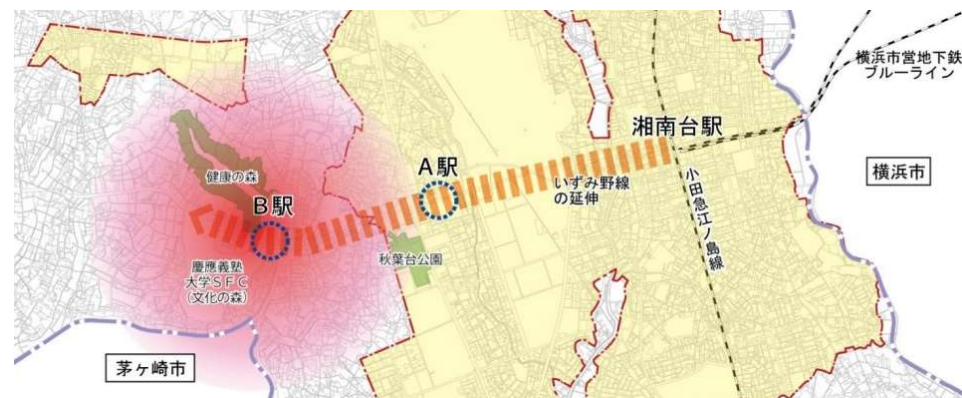 横浜市営地下鉄
ブルーライン
湘南台駅
横浜市
A駅
いずみ野線
の延伸
小田急江ノ島線
健康の森
B駅
秋葉台公園
慶應義塾
大学SFC
(文化の森)
茅ヶ崎市